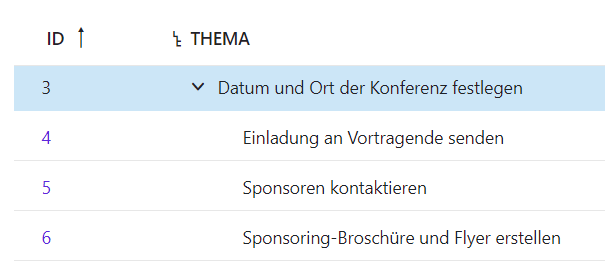 ID THEMA
3 Datum und Ort der Konferenz festlegen
4 Einladung an Vortragende senden
5 Sponsoren kontaktieren
6 Sponsoring-Broschüre und Flyer erstellen